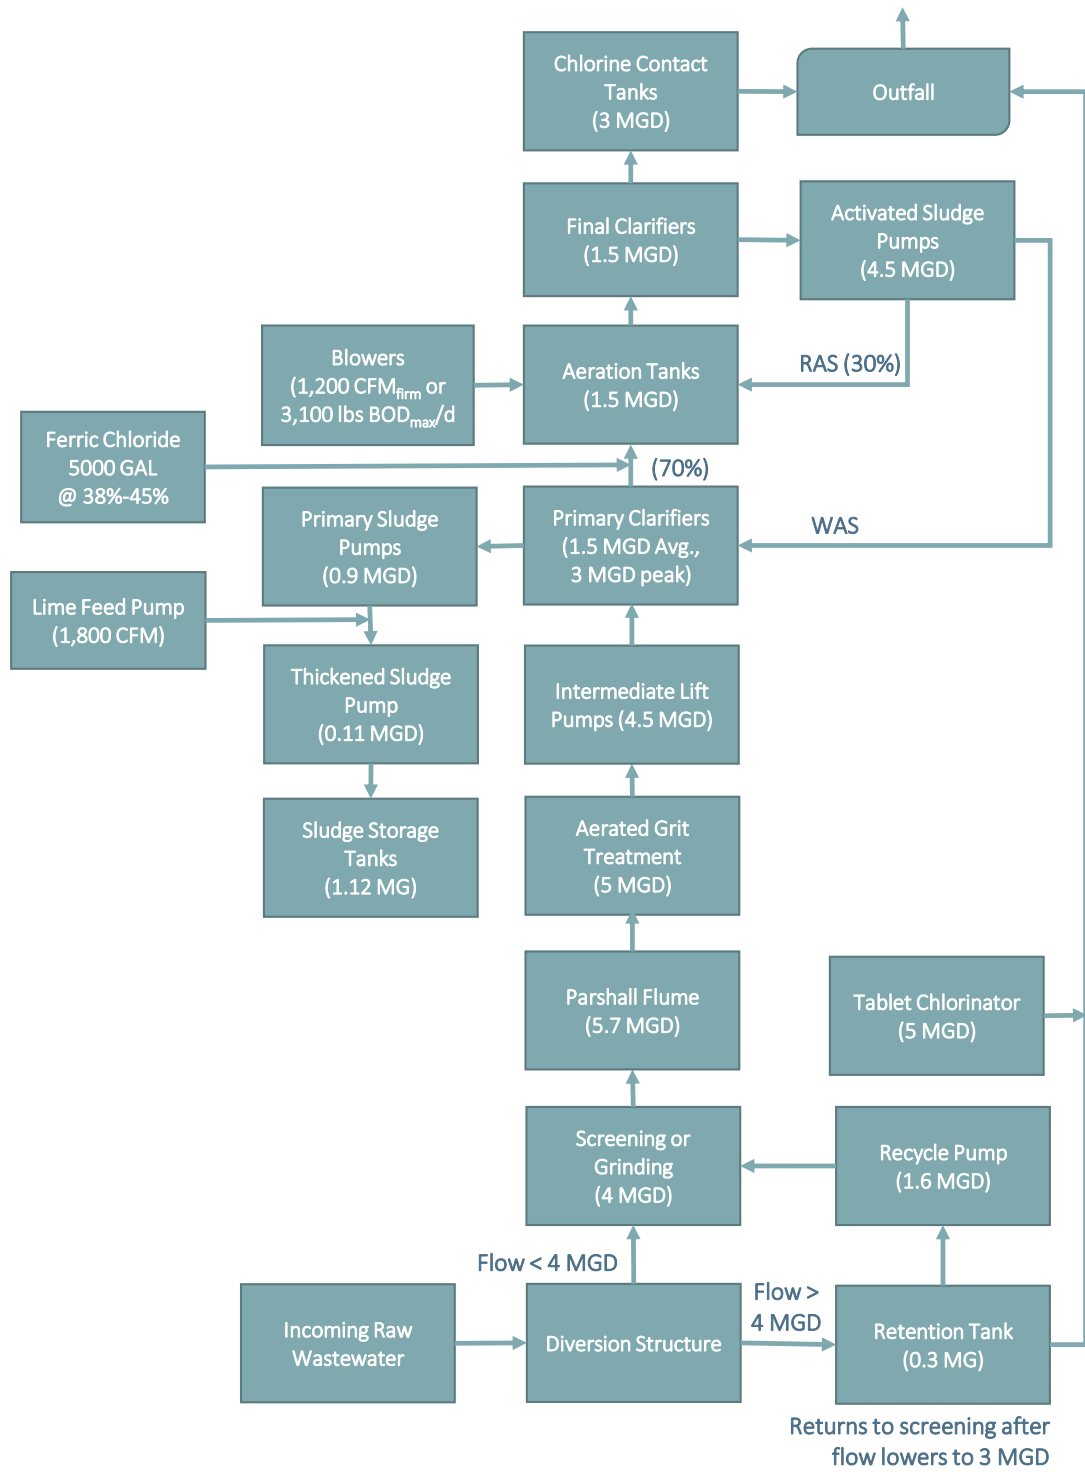 Chlorine Contact
Tanks
(3 MGD)
Outfall
Final Clarifiers
(1.5 MGD)
Activated Sludge
Pumps
(4.5 MGD)
Blowers
(1,200 CFMfirm or
3,100 lbs BODmax/d
Aeration Tanks
(1.5 MGD)
RAS (30%)
Ferric Chloride
5000 GAL
@ 38%-45%
(70%)
Primary Sludge
Pumps
(0.9 MGD)
Primary Clarifiers
(1.5 MGD Avg.,
3 MGD peak)
WAS
Lime Feed Pump
(1,800 CFM)
Thickened Sludge
Pump
(0.11 MGD)
Intermediate Lift
Pumps (4.5 MGD)
Sludge Storage
Tanks
(1.12 MG)
Aerated Grit
Treatment
(5 MGD)
Parshall Flume
(5.7 MGD)
Tablet Chlorinator
(5 MGD)
Screening or
Grinding
(4 MGD)
Recycle Pump
(1.6 MGD)
Flow < 4 MGD
Flow >
4 MGD
Incoming Raw
Wastewater
Diversion Structure
Retention Tank
(0.3 MG)
Returns to screening after
flow lowers to 3 MGD